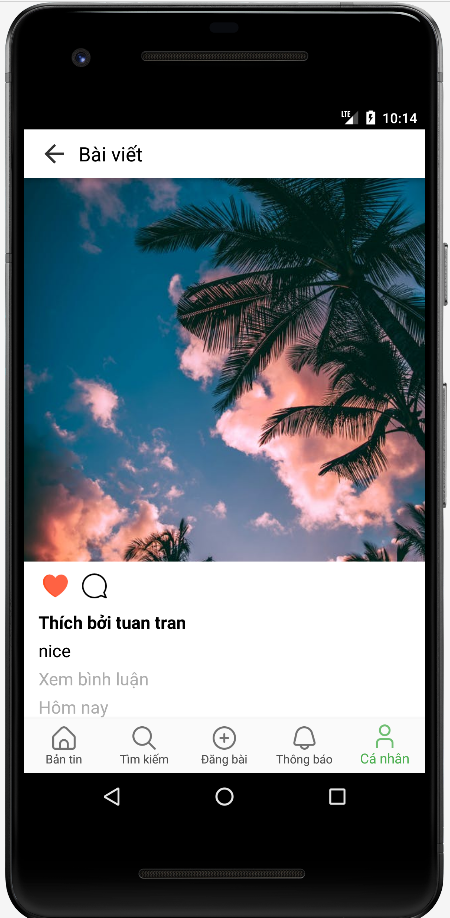 LTE 10:14
Bài viết
Thích bởi tuan tran
nice
Xem bình luận
Hôm nay
Bản tin Tìm kiếm Đăng bài Thông báo Cá nhân